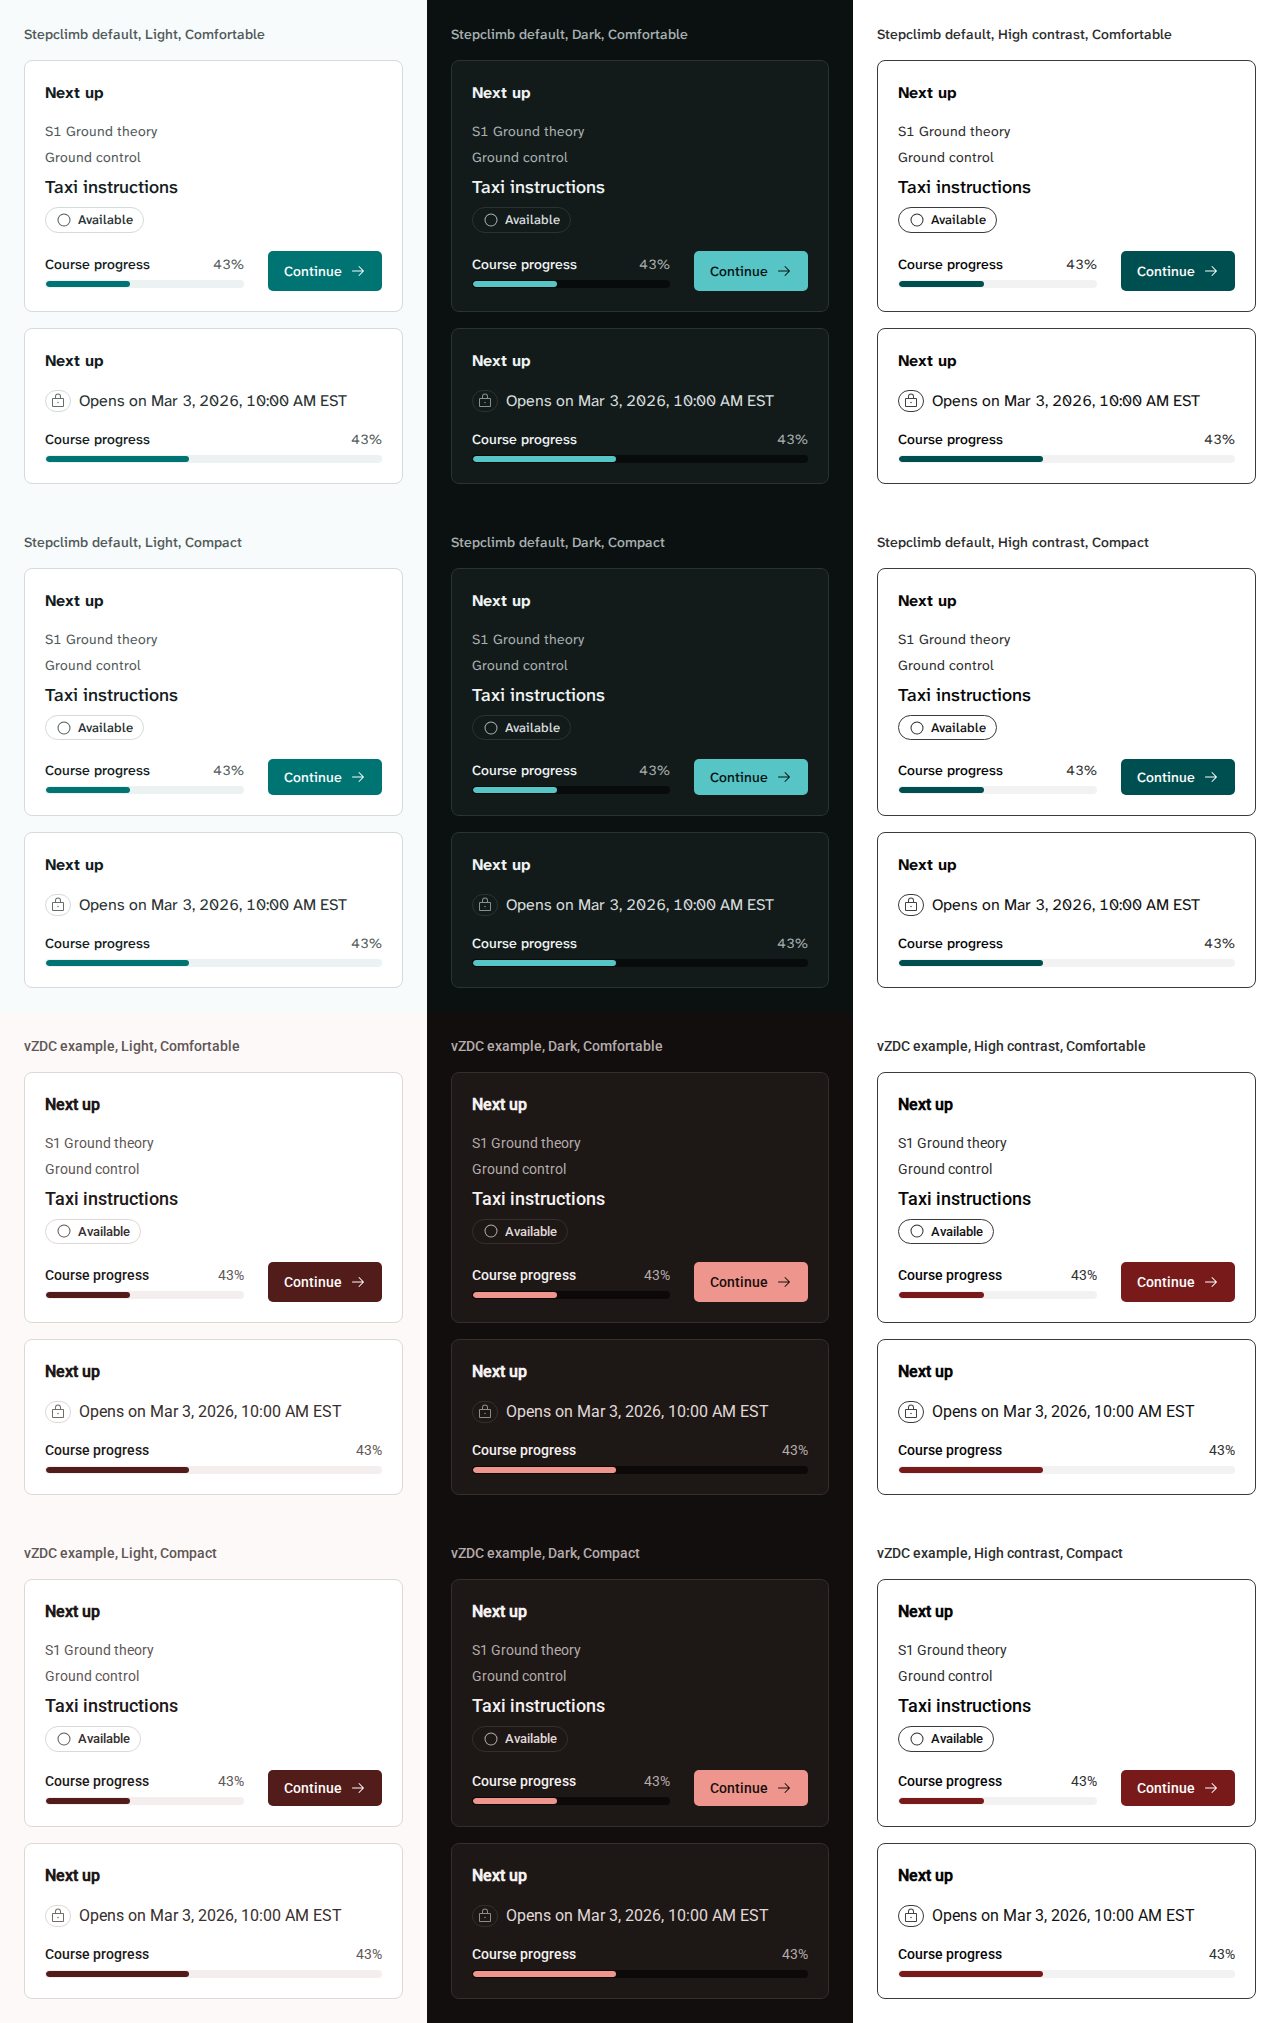 Stepclimb default, Light, Comfortable
Next up
S1 Ground theory
Ground control
Taxi instructions
Available
Course progress 43%
Continue
Next up
Opens on Mar 3, 2026, 10:00 AM EST
Course progress 43%
Stepclimb default, Dark, Comfortable
Next up
S1 Ground theory
Ground control
Taxi instructions
Available
Course progress 43%
Continue
Next up
Opens on Mar 3, 2026, 10:00 AM EST
Course progress 43%
Stepclimb default, High contrast, Comfortable
Next up
S1 Ground theory
Ground control
Taxi instructions
Available
Course progress 43%
Continue
Next up
Opens on Mar 3, 2026, 10:00 AM EST
Course progress 43%
Stepclimb default, Light, Compact
Next up
S1 Ground theory
Ground control
Taxi instructions
Available
Course progress 43%
Continue
Next up
Opens on Mar 3, 2026, 10:00 AM EST
Course progress 43%
Stepclimb default, Dark, Compact
Next up
S1 Ground theory
Ground control
Taxi instructions
Available
Course progress 43%
Continue
Next up
Opens on Mar 3, 2026, 10:00 AM EST
Course progress 43%
Stepclimb default, High contrast, Compact
Next up
S1 Ground theory
Ground control
Taxi instructions
Available
Course progress 43%
Continue
Next up
Opens on Mar 3, 2026, 10:00 AM EST
Course progress 43%
vZDC example, Light, Comfortable
Next up
S1 Ground theory
Ground control
Taxi instructions
Available
Course progress 43%
Continue
Next up
Opens on Mar 3, 2026, 10:00 AM EST
Course progress 43%
vZDC example, Dark, Comfortable
Next up
S1 Ground theory
Ground control
Taxi instructions
Available
Course progress 43%
Continue
Next up
Opens on Mar 3, 2026, 10:00 AM EST
Course progress 43%
vZDC example, High contrast, Comfortable
Next up
S1 Ground theory
Ground control
Taxi instructions
Available
Course progress 43%
Continue
Next up
Opens on Mar 3, 2026, 10:00 AM EST
Course progress 43%
vZDC example, Light, Compact
Next up
S1 Ground theory
Ground control
Taxi instructions
Available
Course progress 43%
Continue
Next up
Opens on Mar 3, 2026, 10:00 AM EST
Course progress 43%
vZDC example, Dark, Compact
Next up
S1 Ground theory
Ground control
Taxi instructions
Available
Course progress 43%
Continue
Next up
Opens on Mar 3, 2026, 10:00 AM EST
Course progress 43%
vZDC example, High contrast, Compact
Next up
S1 Ground theory
Ground control
Taxi instructions
Available
Course progress 43%
Continue
Next up
Opens on Mar 3, 2026, 10:00 AM EST
Course progress 43%